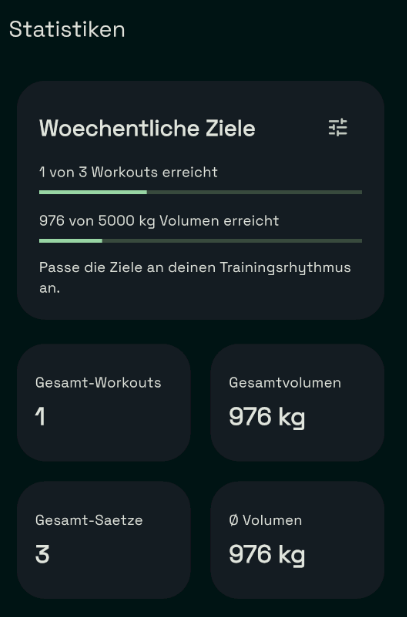 Statistiken
Woechentliche Ziele
1 von 3 Workouts erreicht
976 von 5000 kg Volumen erreicht
Passe die Ziele an deinen Trainingsrhythmus
an.
Gesamt-Workouts
1
Gesamtvolumen
976 kg
Gesamt-Saetze
3
Ø Volumen
976 kg